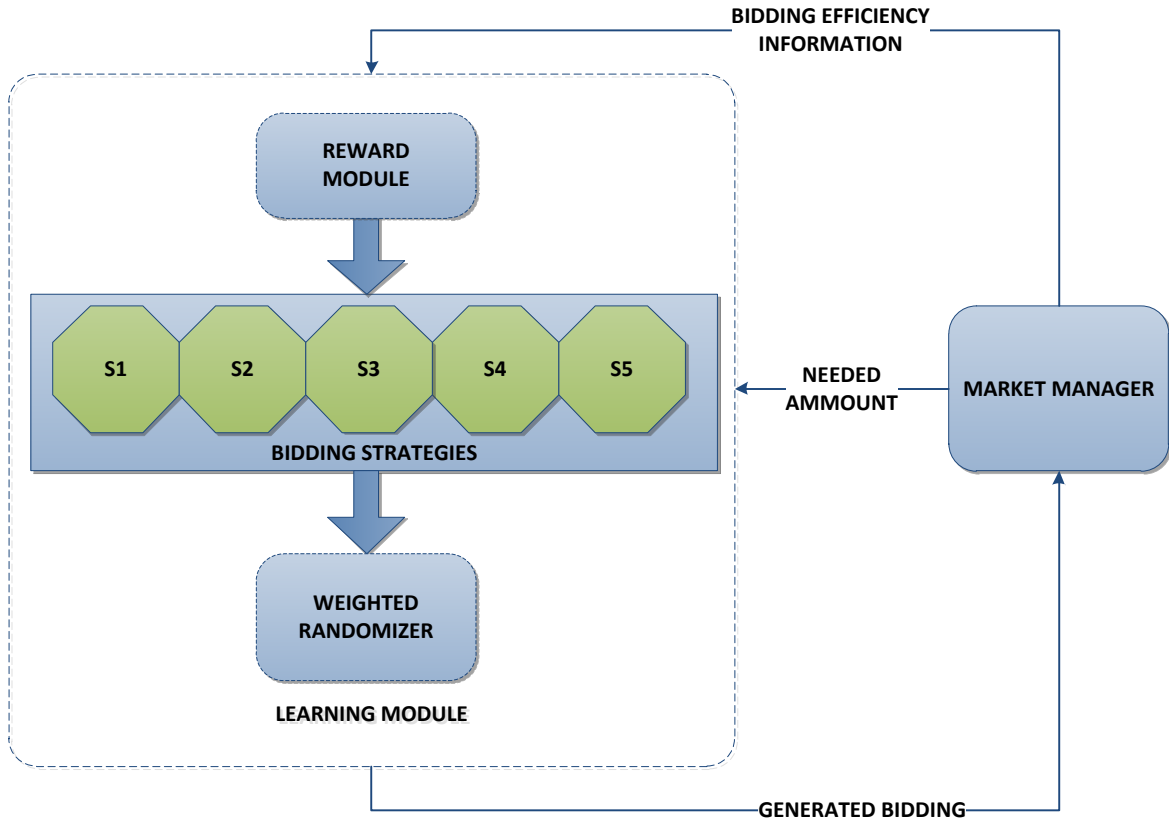 BIDDING EFFICIENCY
INFORMATION
REWARD
MODULE
S1 S2 S3 S4 S5
BIDDING STRATEGIES
NEEDED
AMMOUNT
MARKET MANAGER
WEIGHTED
RANDOMIZER
LEARNING MODULE
GENERATED BIDDING